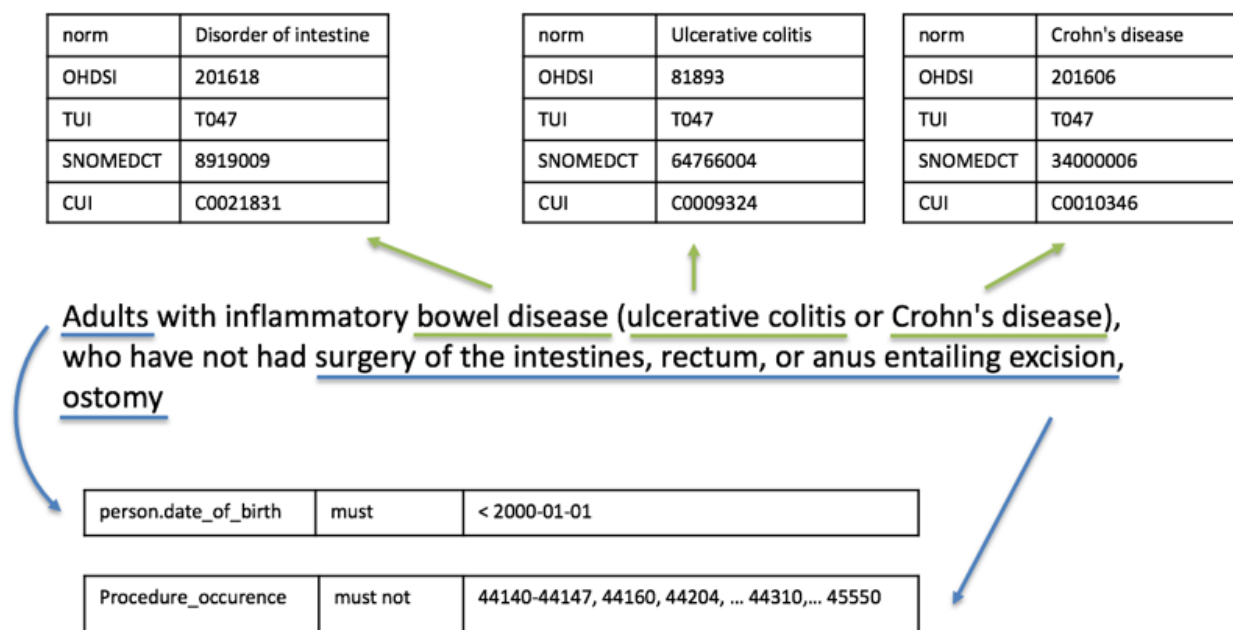 norm Disorder of intestine
OHDSI 201618
TUI T047
SNOMEDCT 8919009
CUI C0021831
norm Ulcerative colitis
OHDSI 81893
TUI T047
SNOMEDCT 64766004
CUI C0009324
norm Crohn's disease
OHDSI 201606
TUI T047
SNOMEDCT 34000006
CUI C0010346
Adults with inflammatory bowel disease (ulcerative colitis or Crohn's disease),
who have not had surgery of the intestines, rectum, or anus entailing excision,
ostomy
person.date_of_birth must < 2000-01-01
Procedure_occurence must not 44140-44147, 44160, 44204, ... 44310,... 45550